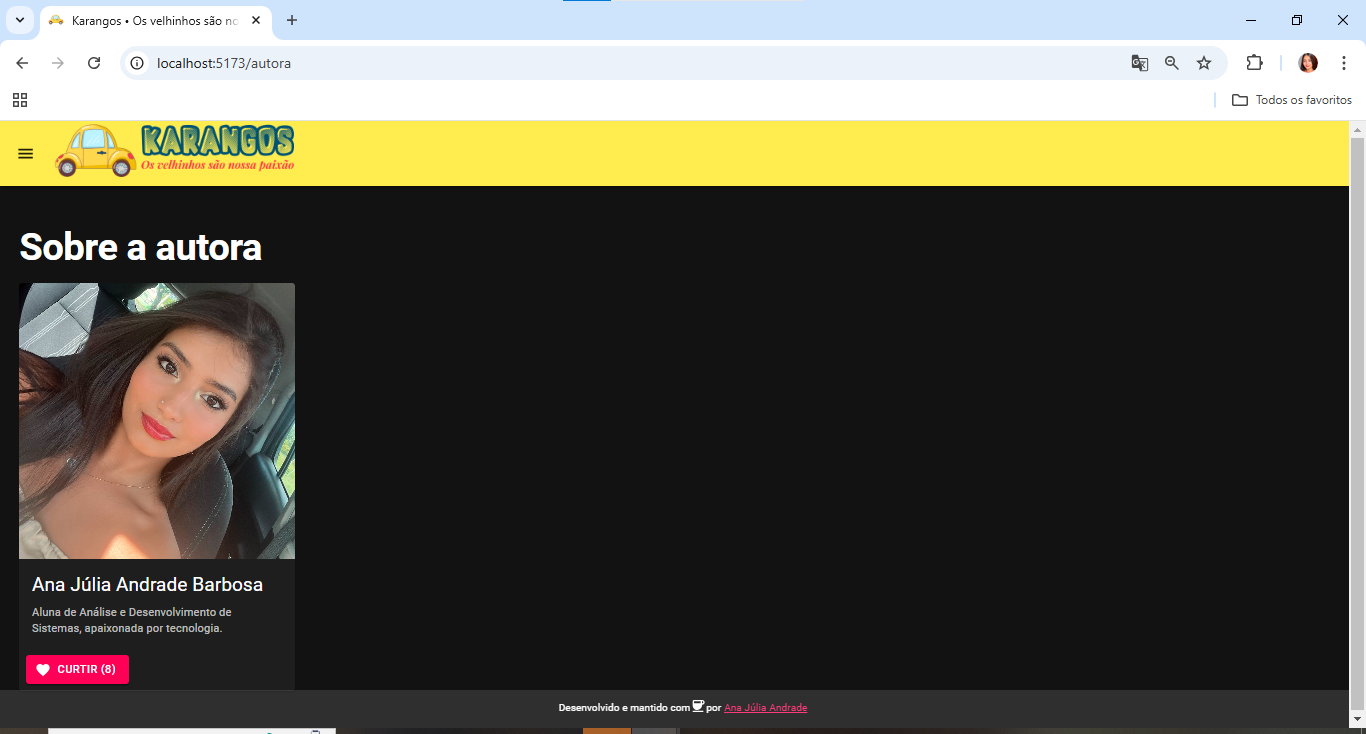 Karangos • Os velhinhos são no
localhost:5173/autora
Todos os favoritos
KARANGOS
Os velhinhos são nossa paixão
Sobre a autora
Ana Júlia Andrade Barbosa
Aluna de Análise e Desenvolvimento de
Sistemas, apaixonada por tecnologia.
CURTIR (8)
Desenvolvido e mantido com por Ana Júlia Andrade